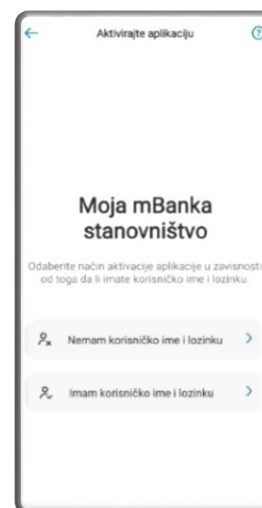 Aktivirajte aplikaciju
Moja mBanka
stanovništvo
Odaberite način aktivacije aplikacije u zavisnosti
od toga da li imate korisničko ime i lozinku:
Nemam korisničko ime i lozinku
Imam korisničko ime i lozinku